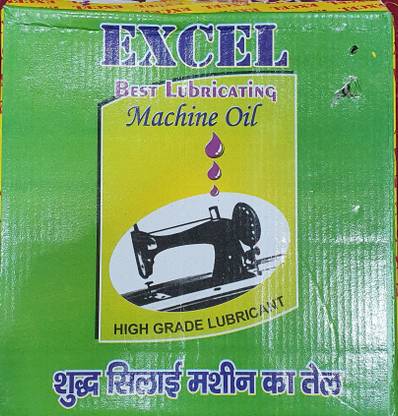 EXCEL
BEST LUBRICATING
Machine Oil
HIGH GRADE LUBRICANT
शुद्ध सिलाई मशीन का तेल